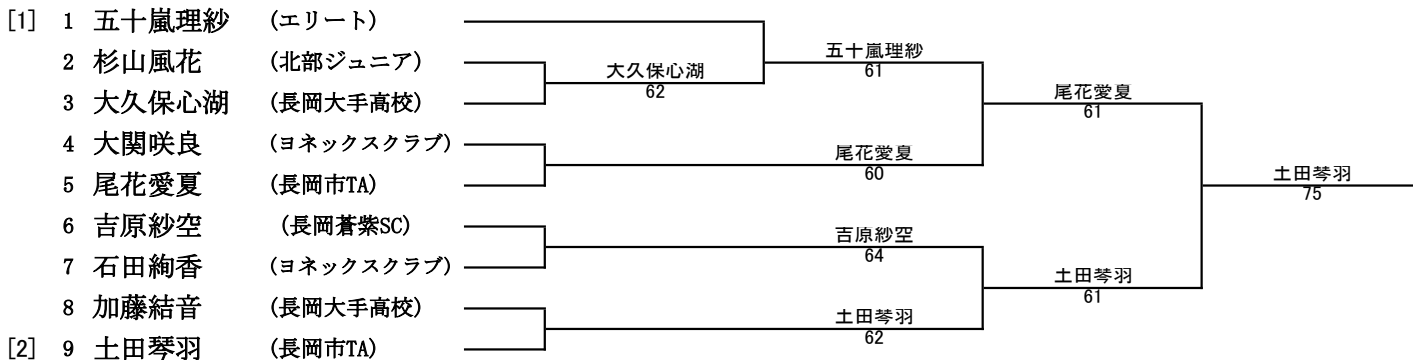 [1] 1 五十嵐理紗 (エリート)
五十嵐理紗
61
2 杉山風花 (北部ジュニア)
大久保心湖
62
3 大久保心湖 (長岡大手高校)
尾花愛夏
61
4 大関咲良 (ヨネックスクラブ)
尾花愛夏
60
5 尾花愛夏 (長岡市TA)
土田琴羽
75
6 吉原紗空 (長岡蒼紫SC)
吉原紗空
64
7 石田絢香 (ヨネックスクラブ)
土田琴羽
61
8 加藤結音 (長岡大手高校)
土田琴羽
62
[2] 9 土田琴羽 (長岡市TA)